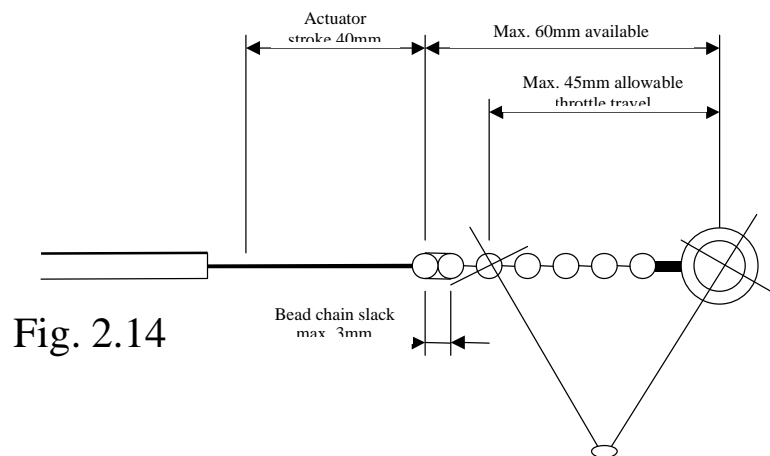 Actuator
stroke 40mm
Max. 60mm available
Max. 45mm allowable
throttle travel
Bead chain slack
max. 3mm
Fig. 2.14